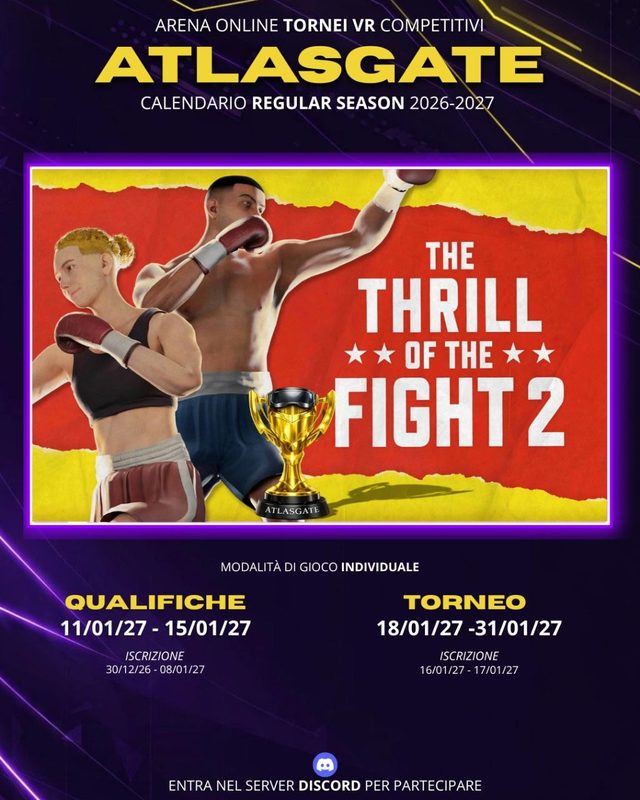 ARENA ONLINE TORNEI VR COMPETITIVI
ATLASGATE
CALENDARIO REGULAR SEASON 2026-2027
THE
THRILL
★★ OF THE ★★
FIGHT 2
ATLASGATE
MODALITÀ DI GIOCO INDIVIDUALE
QUALIFICHE
11/01/27 - 15/01/27
ISCRIZIONE
30/12/26 - 08/01/27
TORNEO
18/01/27 -31/01/27
ISCRIZIONE
16/01/27 - 17/01/27
ENTRA NEL SERVER DISCORD PER PARTECIPARE